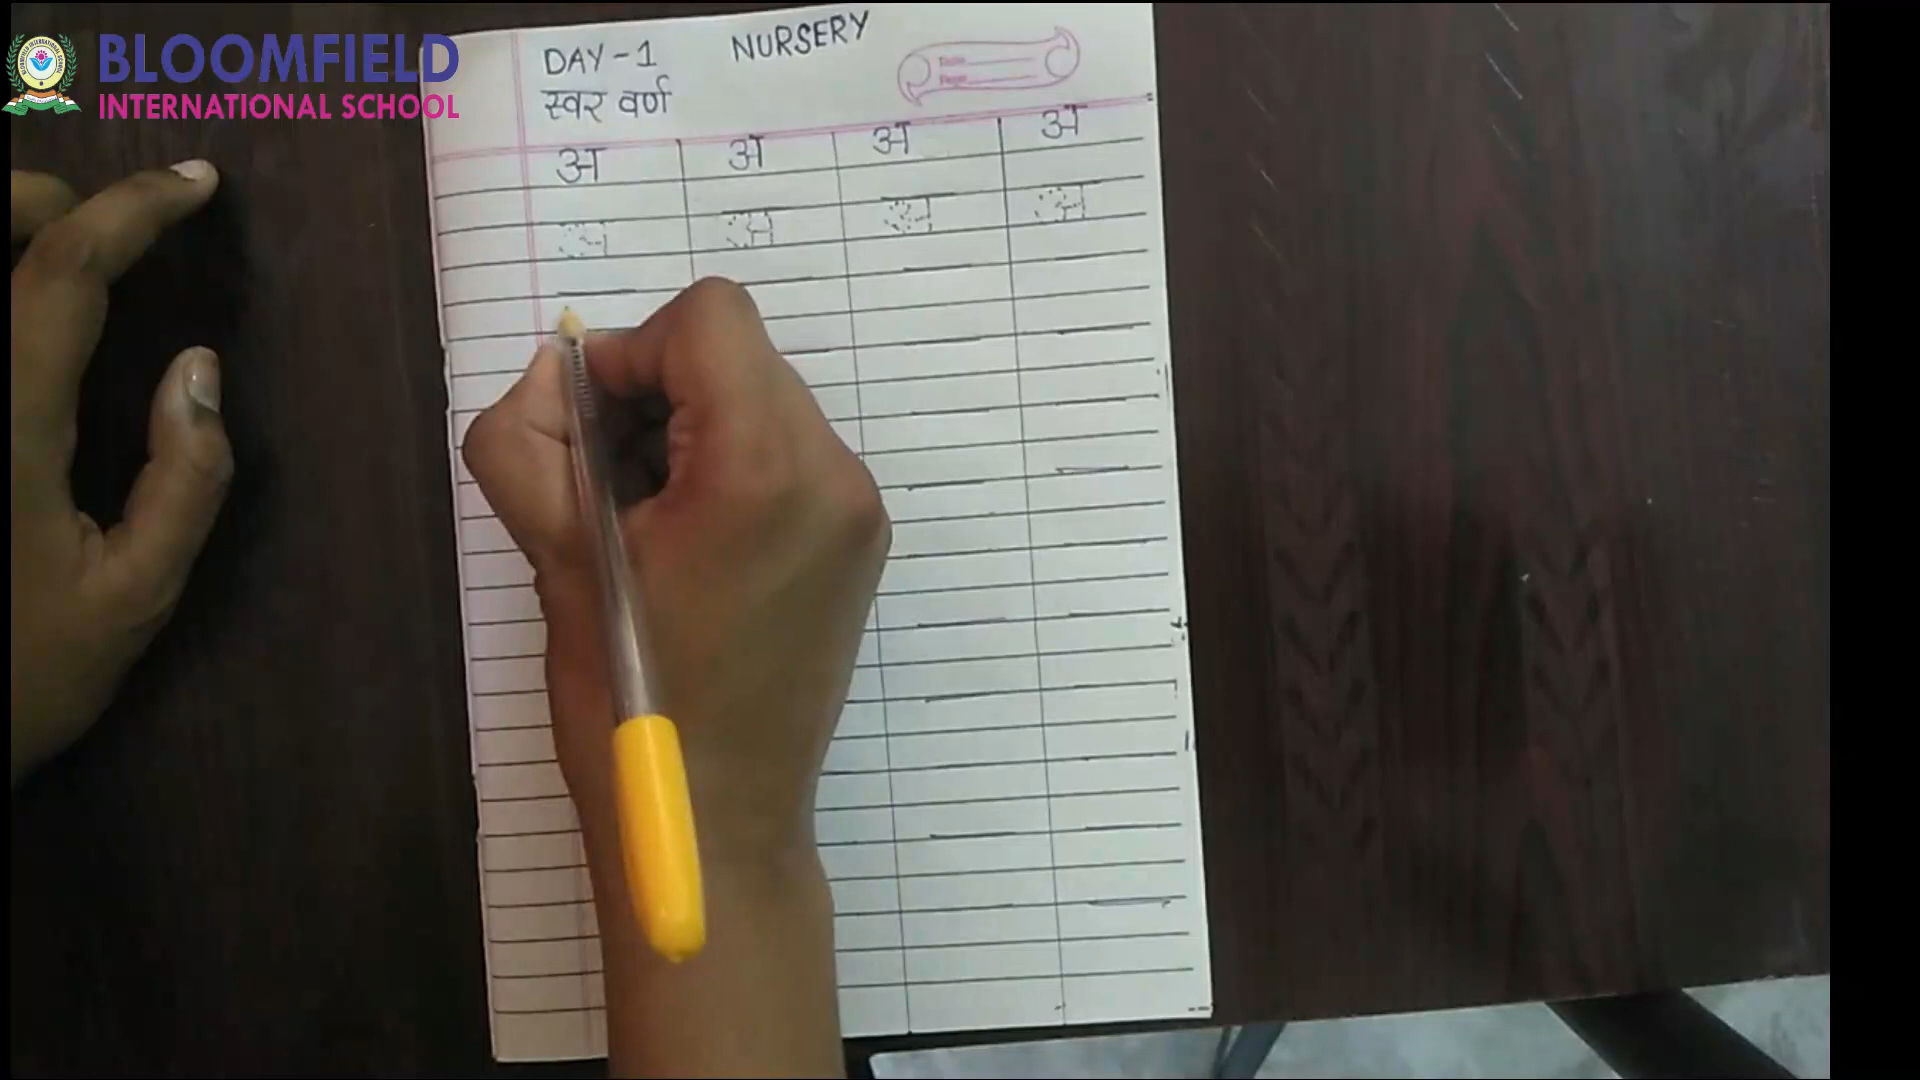 BLOOMFIELD
INTERNATIONAL SCHOOL
DAY-1 NURSERY
स्वर वर्ण
अ अ अ अ
अ अ अ अ